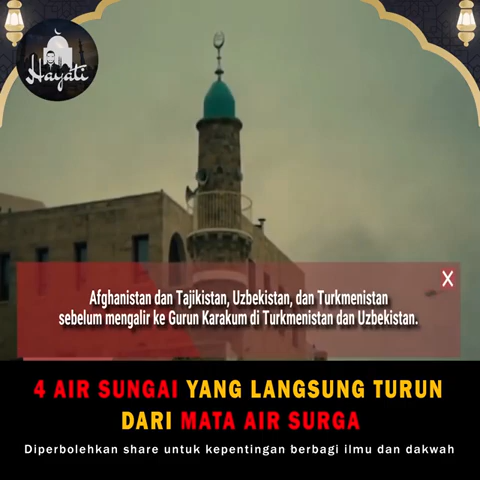 Hayati
X
Afghanistan dan Tajikistan, Uzbekistan, dan Turkmenistan
sebelum mengalir ke Gurun Karakum di Turkmenistan dan Uzbekistan.
4 AIR SUNGAI YANG LANGSUNG TURUN
DARI MATA AIR SURGA
Diperbolehkan share untuk kepentingan berbagi ilmu dan dakwah